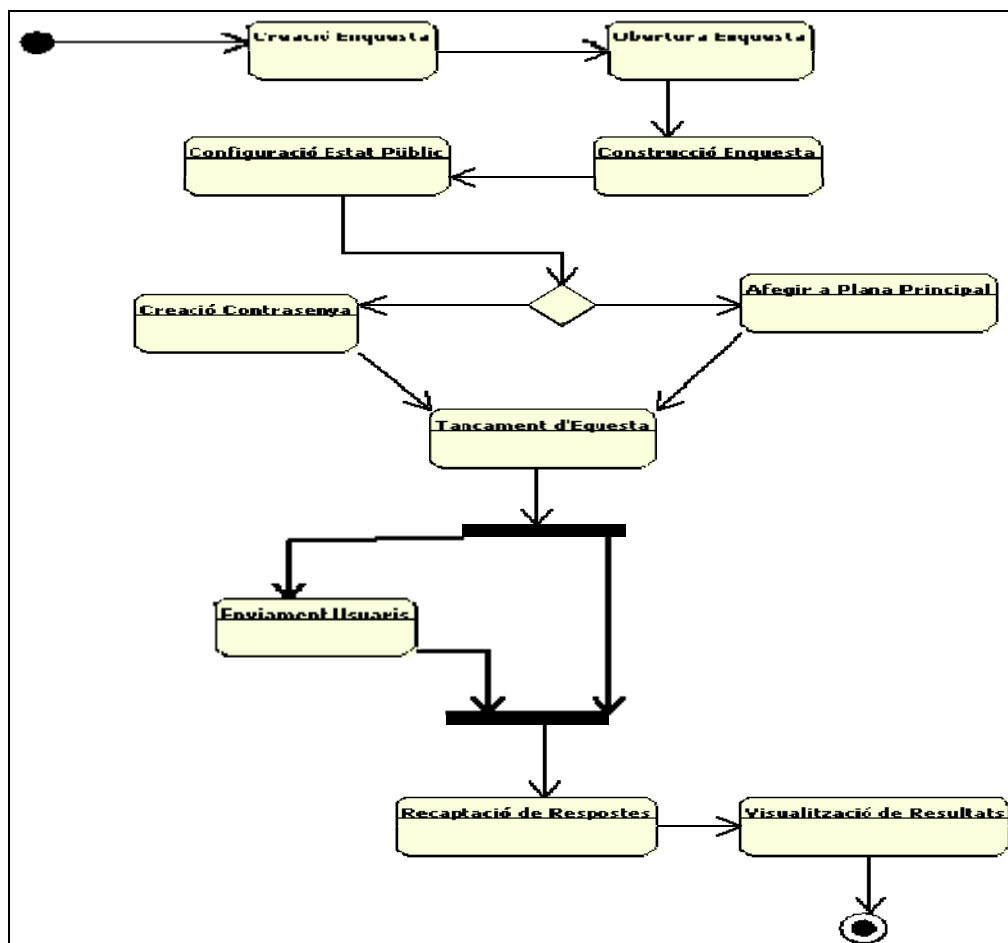 Creació Enquesta
Obertura Enquesta
Configuració Estat Públic
Construcció Enquesta
Creació Contrasenya
Afegir a Plana Principal
Tancament d'Equesta
Enviament Usuaris
Recaptació de Respostes
Visualització de Resultats